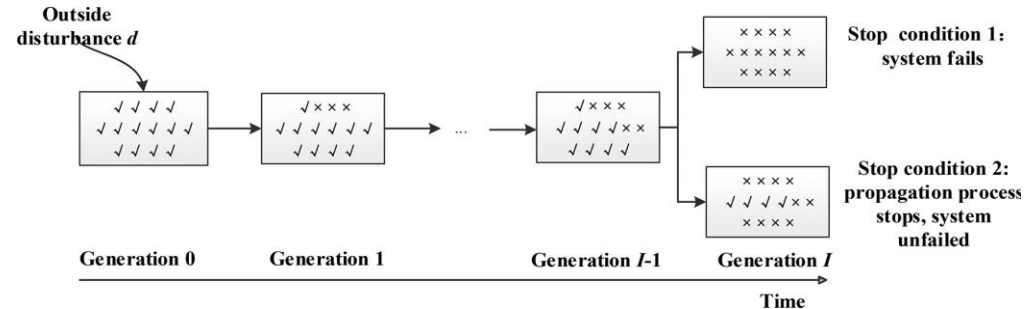 Outside
disturbance d
√ √ √ √
√ √ √ √ √ √
√ √ √ √
√ × × ×
√ √ √ √ √ √
√ √ √ √
...
√ × × ×
√ √ √ √ × ×
√ √ √ √
× × × ×
× × × × × ×
× × × ×
Stop condition 1:
system fails
× × × ×
√ √ √ √ × ×
× × × ×
Stop condition 2:
propagation process
stops, system
unfailed
Generation 0
Generation 1
Generation I-1
Generation I
Time